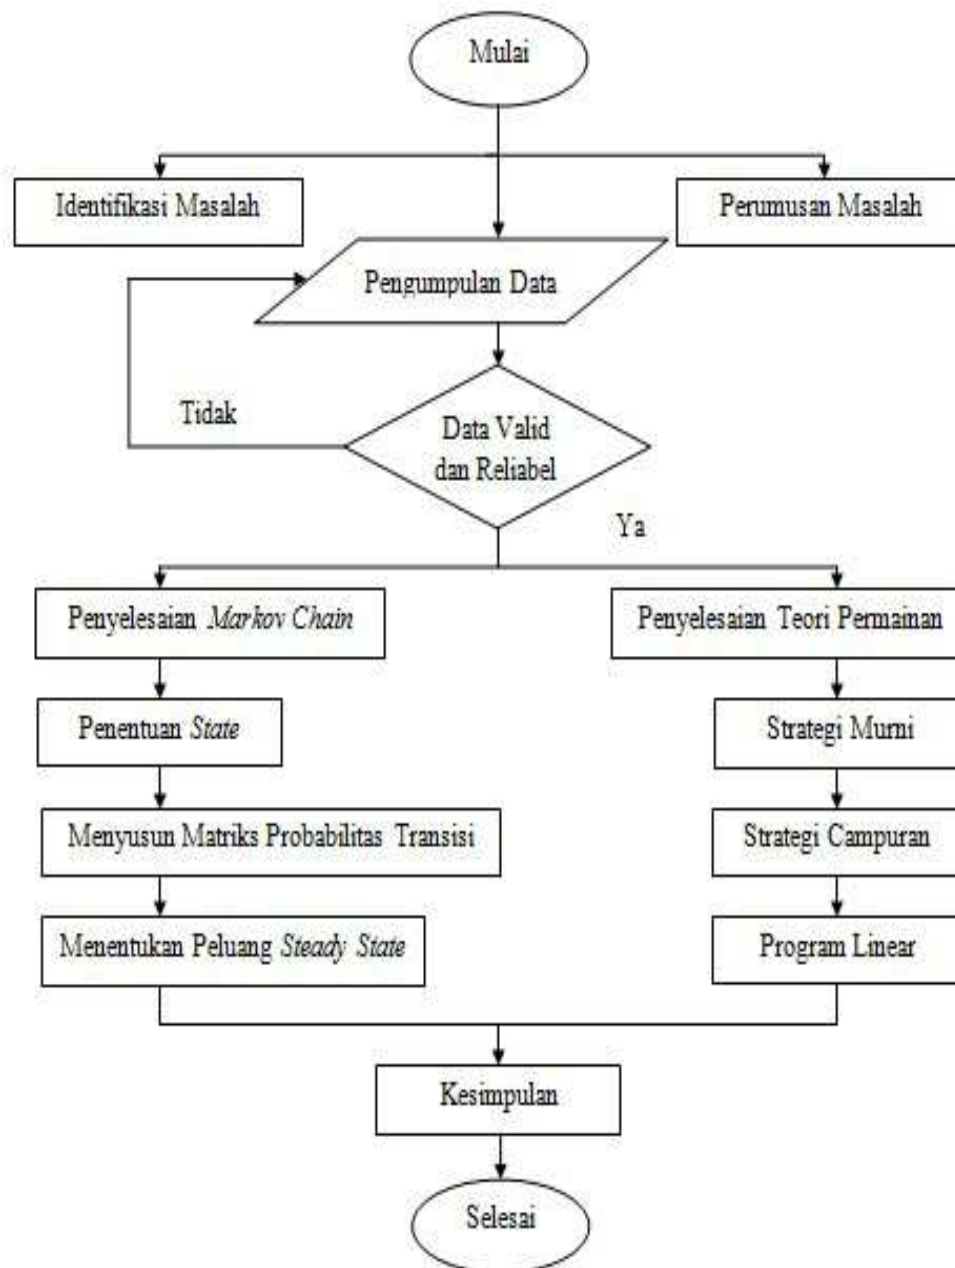 Mulai
Identifikasi Masalah
Perumusan Masalah
Pengumpulan Data
Tidak
Data Valid
dan Reliabel
Ya
Penyelesaian Markov Chain
Penyelesaian Teori Permainan
Penentuan State
Strategi Murni
Menyusun Matriks Probabilitas Transisi
Strategi Campuran
Menentukan Peluang Steady State
Program Linear
Kesimpulan
Selesai